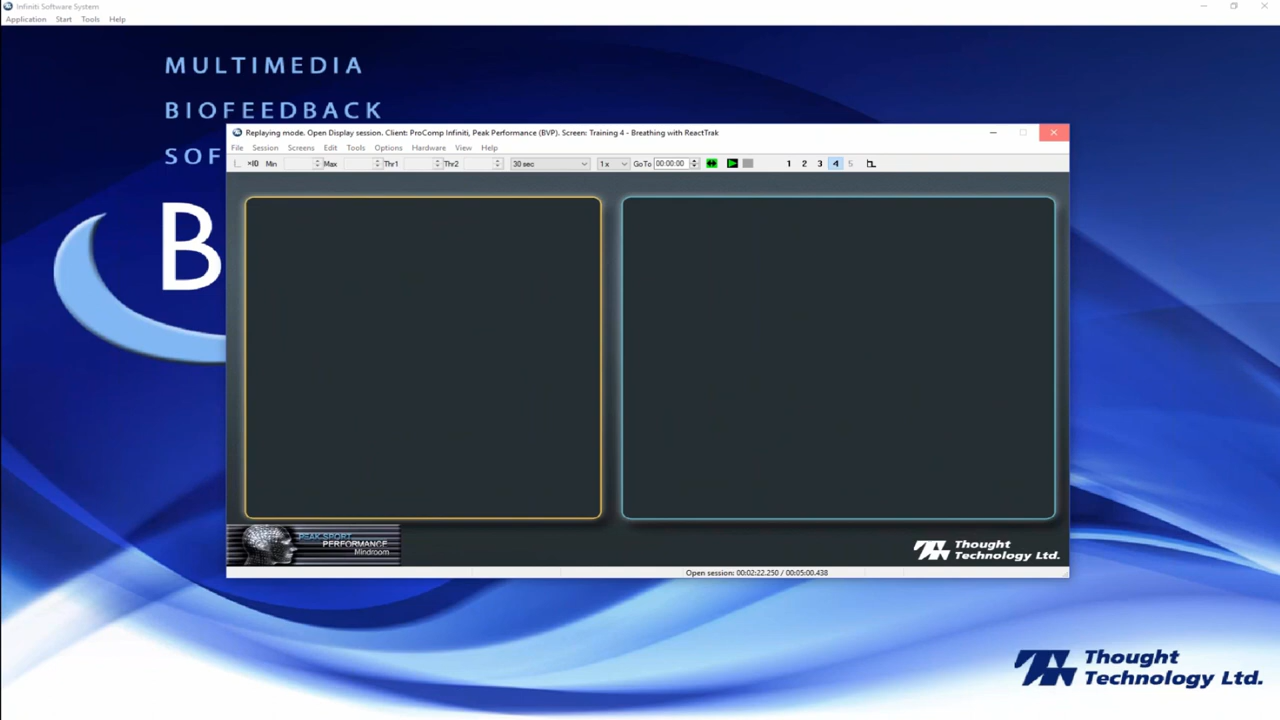 Infiniti Software System
Application Start Tools Help
MULTIMEDIA
BIOFEEDBACK
SOF
B
Replaying mode. Open Display session. Client: ProComp Infiniti, Peak Performance (BVP). Screen: Training 4 - Breathing with ReactTrak
File Session Screens Edit Tools Options Hardware View Help
Min Max Thr1 Thr2 30 sec 1 x GoTo 00:00:00 1 2 3 4 5
PEAK-SPORT
PERFORMANCE
Mindroom
Thought
Technology Ltd.
Open session: 00:02:22.250 / 00:05:00.438
Thought
Technology Ltd.